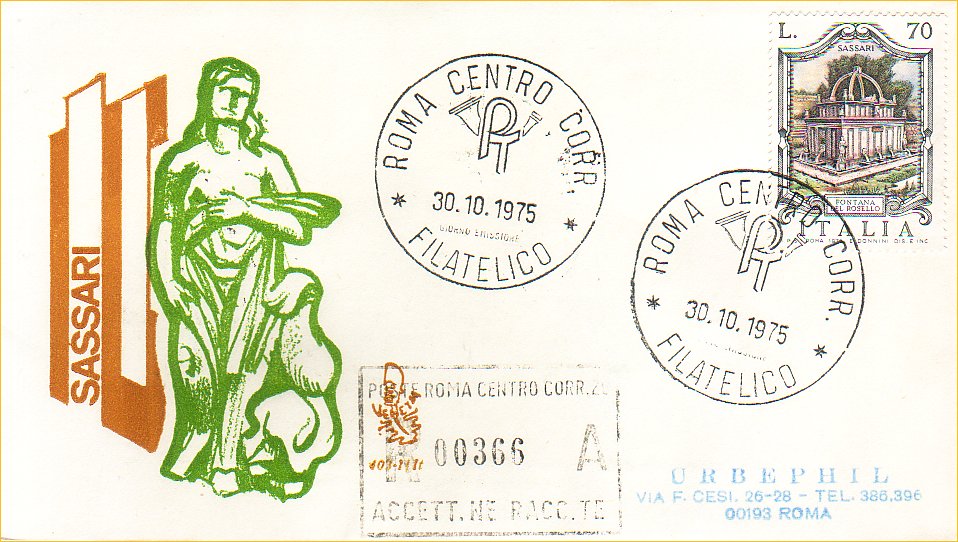 L. 70
SASSARI
FONTANA
DEL ROSELLO
ITALIA
ROMA CENTRO CORR.
30.10.1975
GIORNO EMISSIONE
FILATELICO
ROMA CENTRO CORR.
30.10.1975
FILATELICO
SASSARI
POSTE ROMA CENTRO CORR.
R 00366 A
ACCETT.NE RACC.TE
URBEPHIL
VIA F. CESI, 26-28 - TEL. 386.396
00193 ROMA